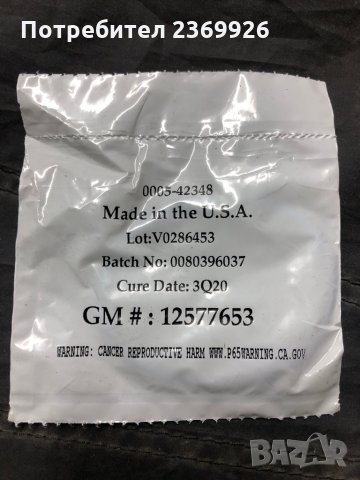 Потребител 2369926
0005-42348
Made in the U.S.A.
Lot:V0286453
Batch No: 0080396037
Cure Date: 3Q20
GM # : 12577653
WARNING: CANCER REPRODUCTIVE HARM WWW.P65WARNING.CA.GOV
BAZAR